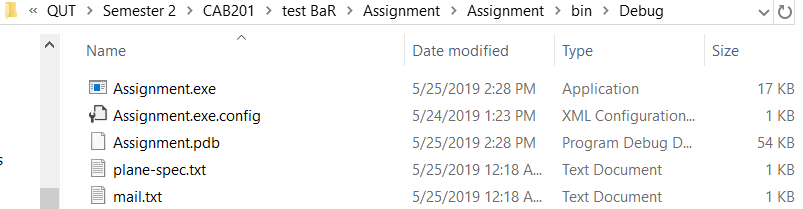 « QUT > Semester 2 > CAB201 > test BaR > Assignment > Assignment > bin > Debug
Name Date modified Type Size
Assignment.exe 5/25/2019 2:28 PM Application 17 KB
Assignment.exe.config 5/24/2019 1:23 PM XML Configuration... 1 KB
Assignment.pdb 5/25/2019 2:28 PM Program Debug D... 54 KB
plane-spec.txt 5/25/2019 12:18 A... Text Document 1 KB
mail.txt 5/25/2019 12:18 A... Text Document 1 KB